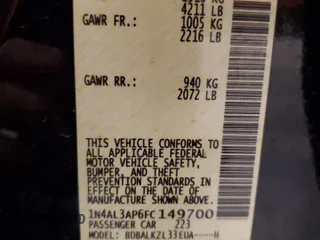 4211 LB
GAWR FR.: 1005 KG
2216 LB
GAWR RR.: 940 KG
2072 LB
THIS VEHICLE CONFORMS TO
ALL APPLICABLE FEDERAL
MOTOR VEHICLE SAFETY,
BUMPER, AND THEFT
PREVENTION STANDARDS
IN EFFECT ON THE DATE OF
MANUFACTURE SHOWN ABOVE.
1N4AL3AP6FC149700
PASSENGER CAR 223
MODEL: BDBALKZL33EUA----H